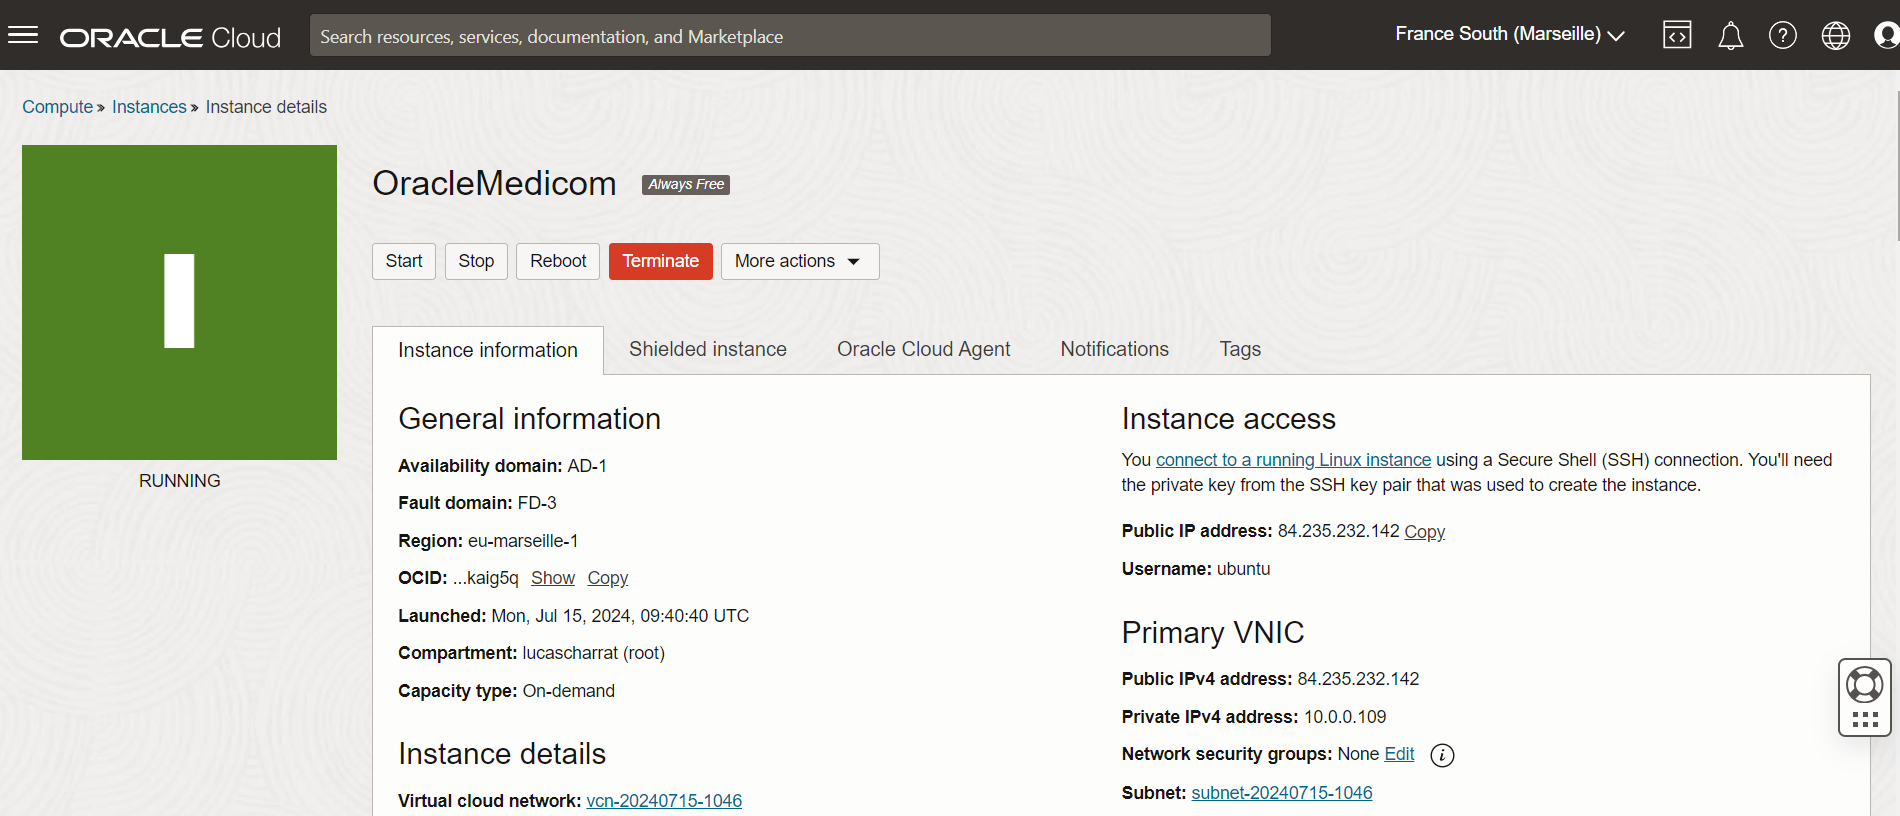 ORACLE Cloud
Search resources, services, documentation, and Marketplace
France South (Marseille)
Compute » Instances » Instance details
RUNNING
OracleMedicom Always Free
Start Stop Reboot Terminate More actions
Instance information Shielded instance Oracle Cloud Agent Notifications Tags
General information
Availability domain: AD-1
Fault domain: FD-3
Region: eu-marseille-1
OCID: ...kaig5q Show Copy
Launched: Mon, Jul 15, 2024, 09:40:40 UTC
Compartment: lucascharrat (root)
Capacity type: On-demand
Instance details
Virtual cloud network: vcn-20240715-1046
Instance access
You connect to a running Linux instance using a Secure Shell (SSH) connection. You'll need
the private key from the SSH key pair that was used to create the instance.
Public IP address: 84.235.232.142 Copy
Username: ubuntu
Primary VNIC
Public IPv4 address: 84.235.232.142
Private IPv4 address: 10.0.0.109
Network security groups: None Edit
Subnet: subnet-20240715-1046